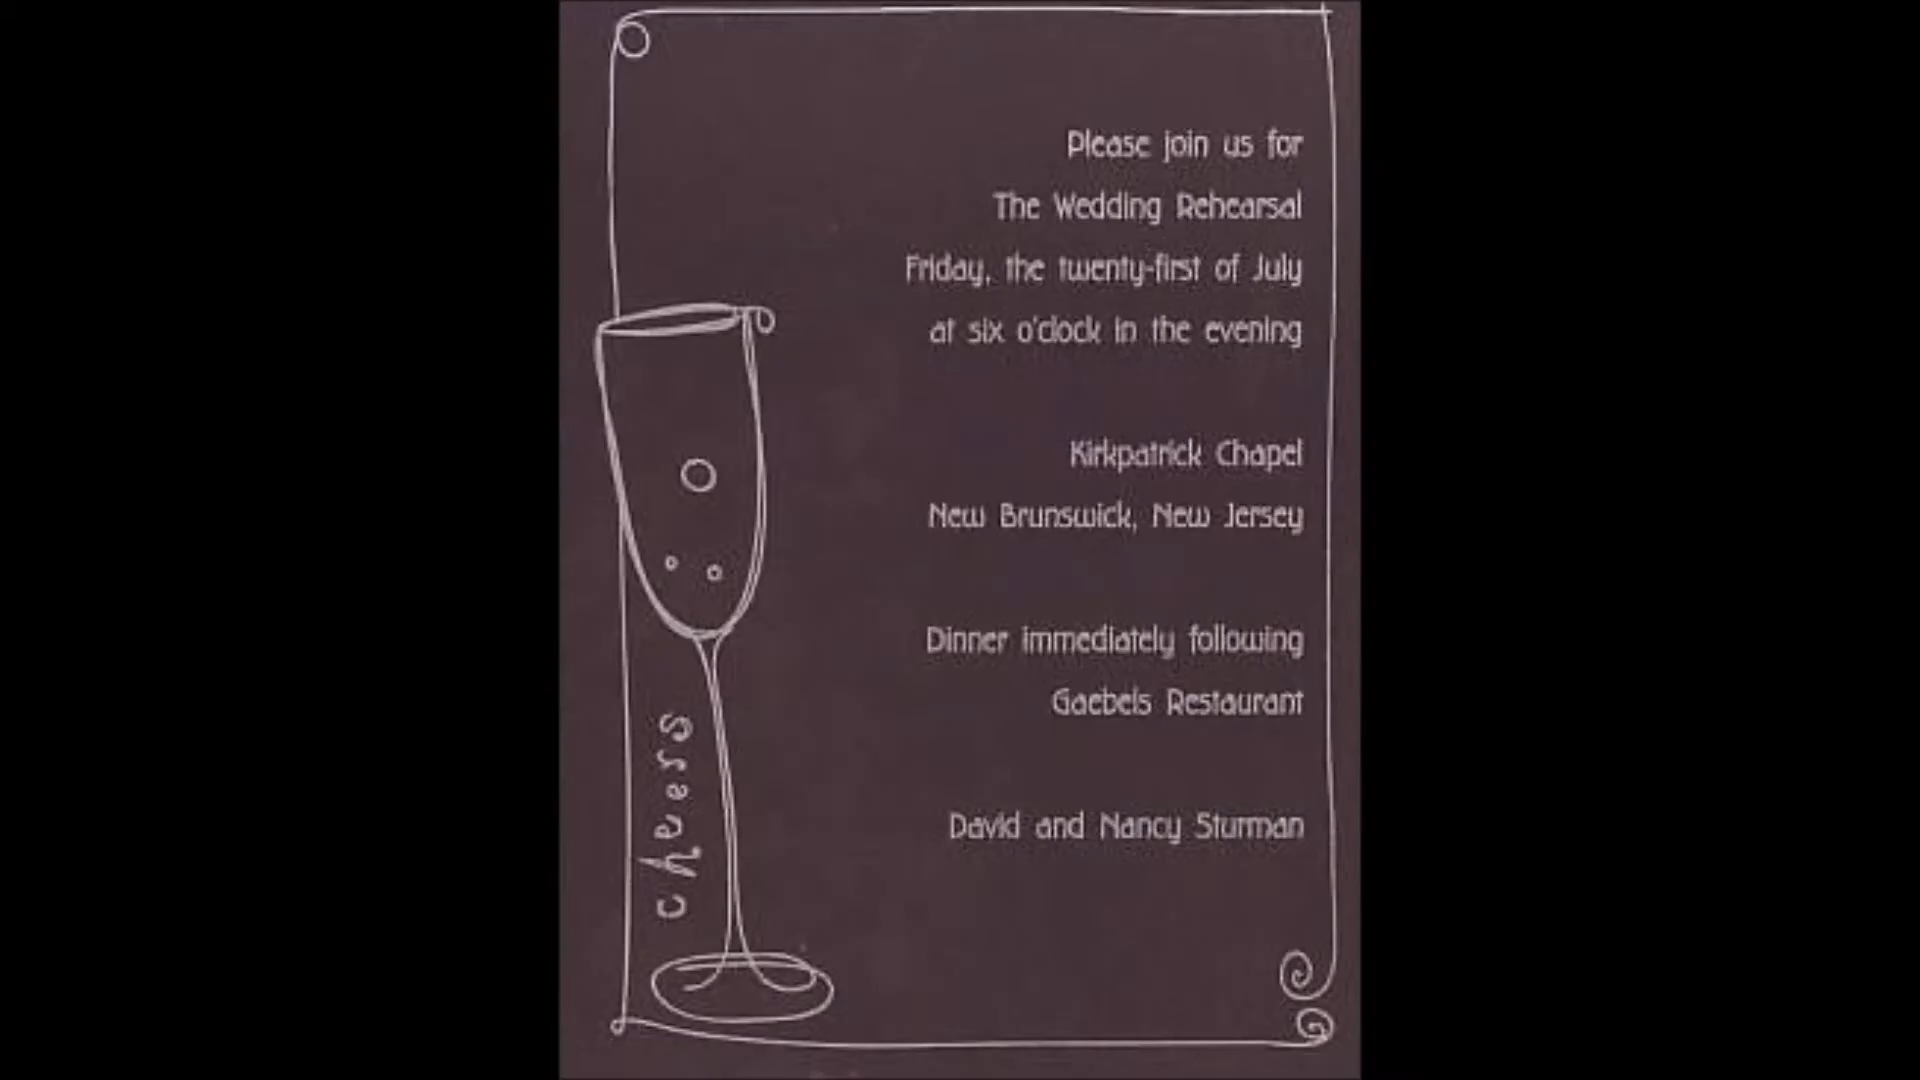 Please join us for
The Wedding Rehearsal
Friday, the twenty-first of July
at six o'clock in the evening
Kirkpatrick Chapel
New Brunswick, New Jersey
Dinner immediately following
Gaebels Restaurant
David and Nancy Sturman
cheers